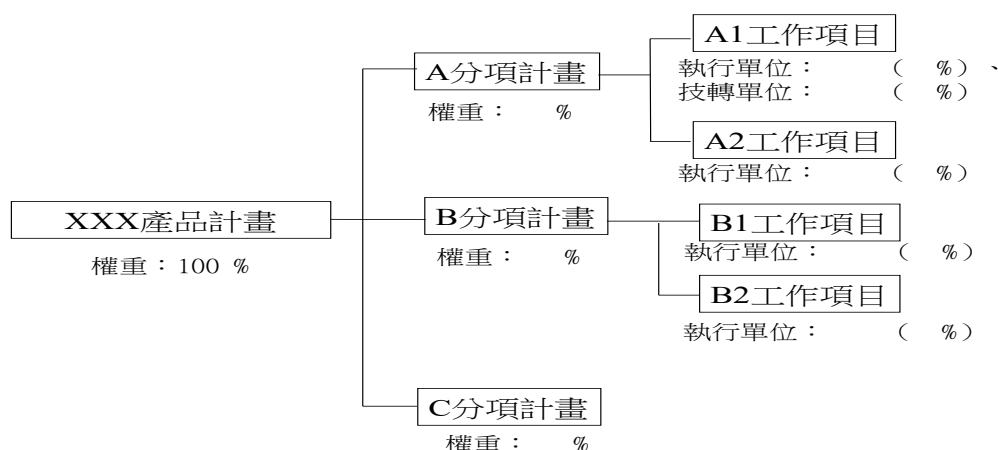 A1工作項目
A分項計畫
執行單位： （ %）、
技轉單位： （ %）
權重： %
A2工作項目
執行單位： （ %）
XXX產品計畫
B分項計畫
B1工作項目
權重：100 %
權重： %
執行單位： （ %）
B2工作項目
執行單位： （ %）
C分項計畫
權重： %